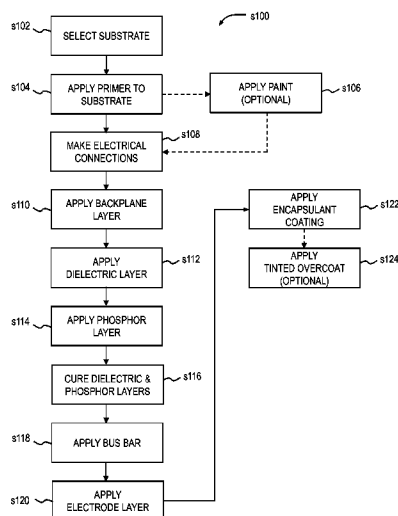 s100
s102
SELECT SUBSTRATE
s104
APPLY PRIMER TO
SUBSTRATE
APPLY PAINT
(OPTIONAL)
s106
s108
MAKE ELECTRICAL
CONNECTIONS
s110
APPLY BACKPLANE
LAYER
APPLY
DIELECTRIC LAYER
s112
s114
APPLY PHOSPHOR
LAYER
CURE DIELECTRIC &
PHOSPHOR LAYERS
s116
s118
APPLY BUS BAR
s120
APPLY
ELECTRODE LAYER
APPLY
ENCAPSULANT
COATING
s122
APPLY
TINTED OVERCOAT
(OPTIONAL)
s124